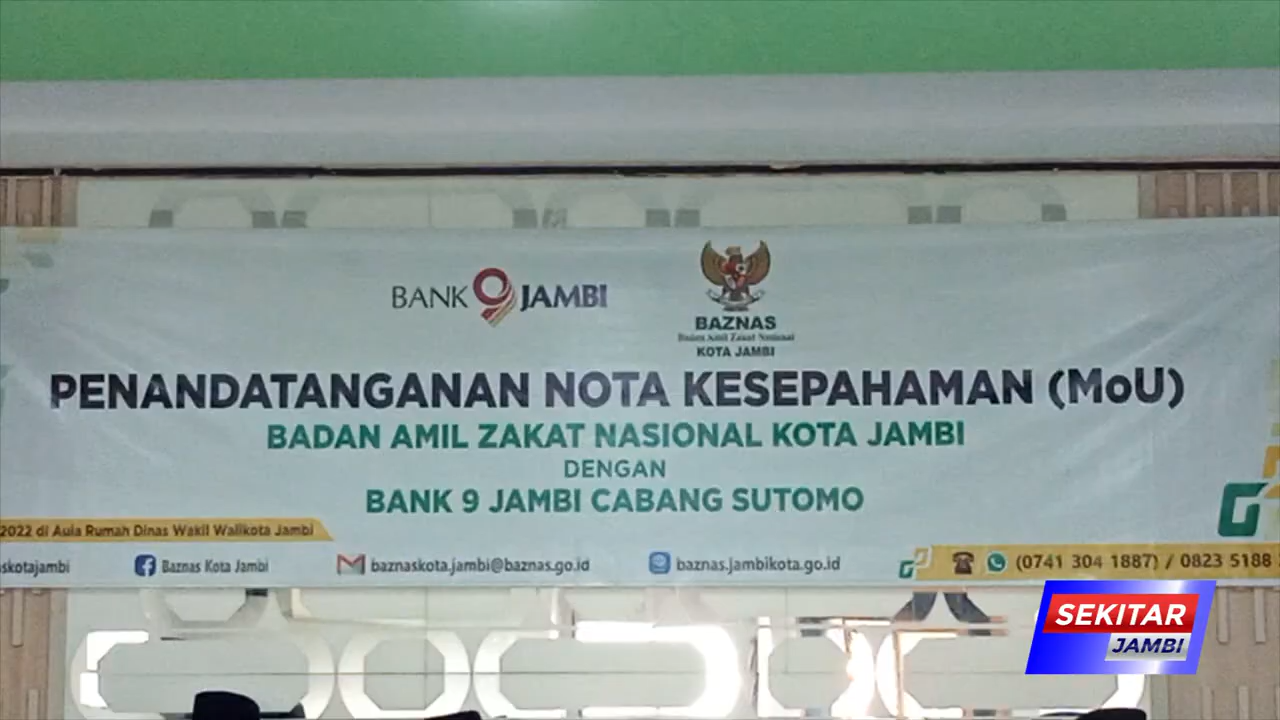 BANK 9 JAMBI
BAZNAS
Badan Amil Zakat Nasional
KOTA JAMBI
PENANDATANGANAN NOTA KESEPAHAMAN (MoU)
BADAN AMIL ZAKAT NASIONAL KOTA JAMBI
DENGAN
BANK 9 JAMBI CABANG SUTOMO
2022 di Aula Rumah Dinas Wakil Walikota Jambi
skotajambi Baznas Kota Jambi baznaskota.jambi@baznas.go.id baznas.jambikota.go.id (0741 304 1887) / 0823 5188
SEKITAR
JAMBI